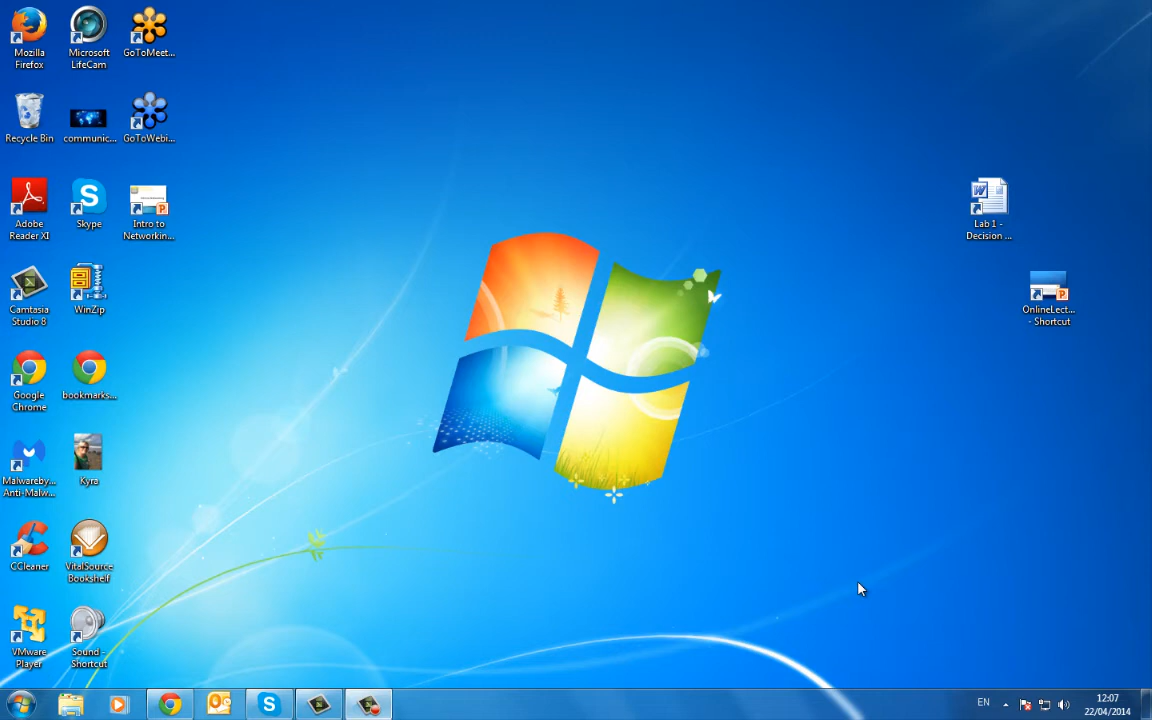 Mozilla
Firefox
Microsoft
LifeCam
GoToMeet...
Recycle Bin
communic...
GoToWebi...
Adobe
Reader XI
Skype
Intro to
Networkin...
Lab 1 -
Decision ...
Camtasia
Studio 8
WinZip
OnlineLect...
- Shortcut
Google
Chrome
bookmarks...
Malwareby...
Anti-Malw...
Kyra
CCleaner
VitalSource
Bookshelf
VMware
Player
Sound -
Shortcut
EN
12:07
22/04/2014